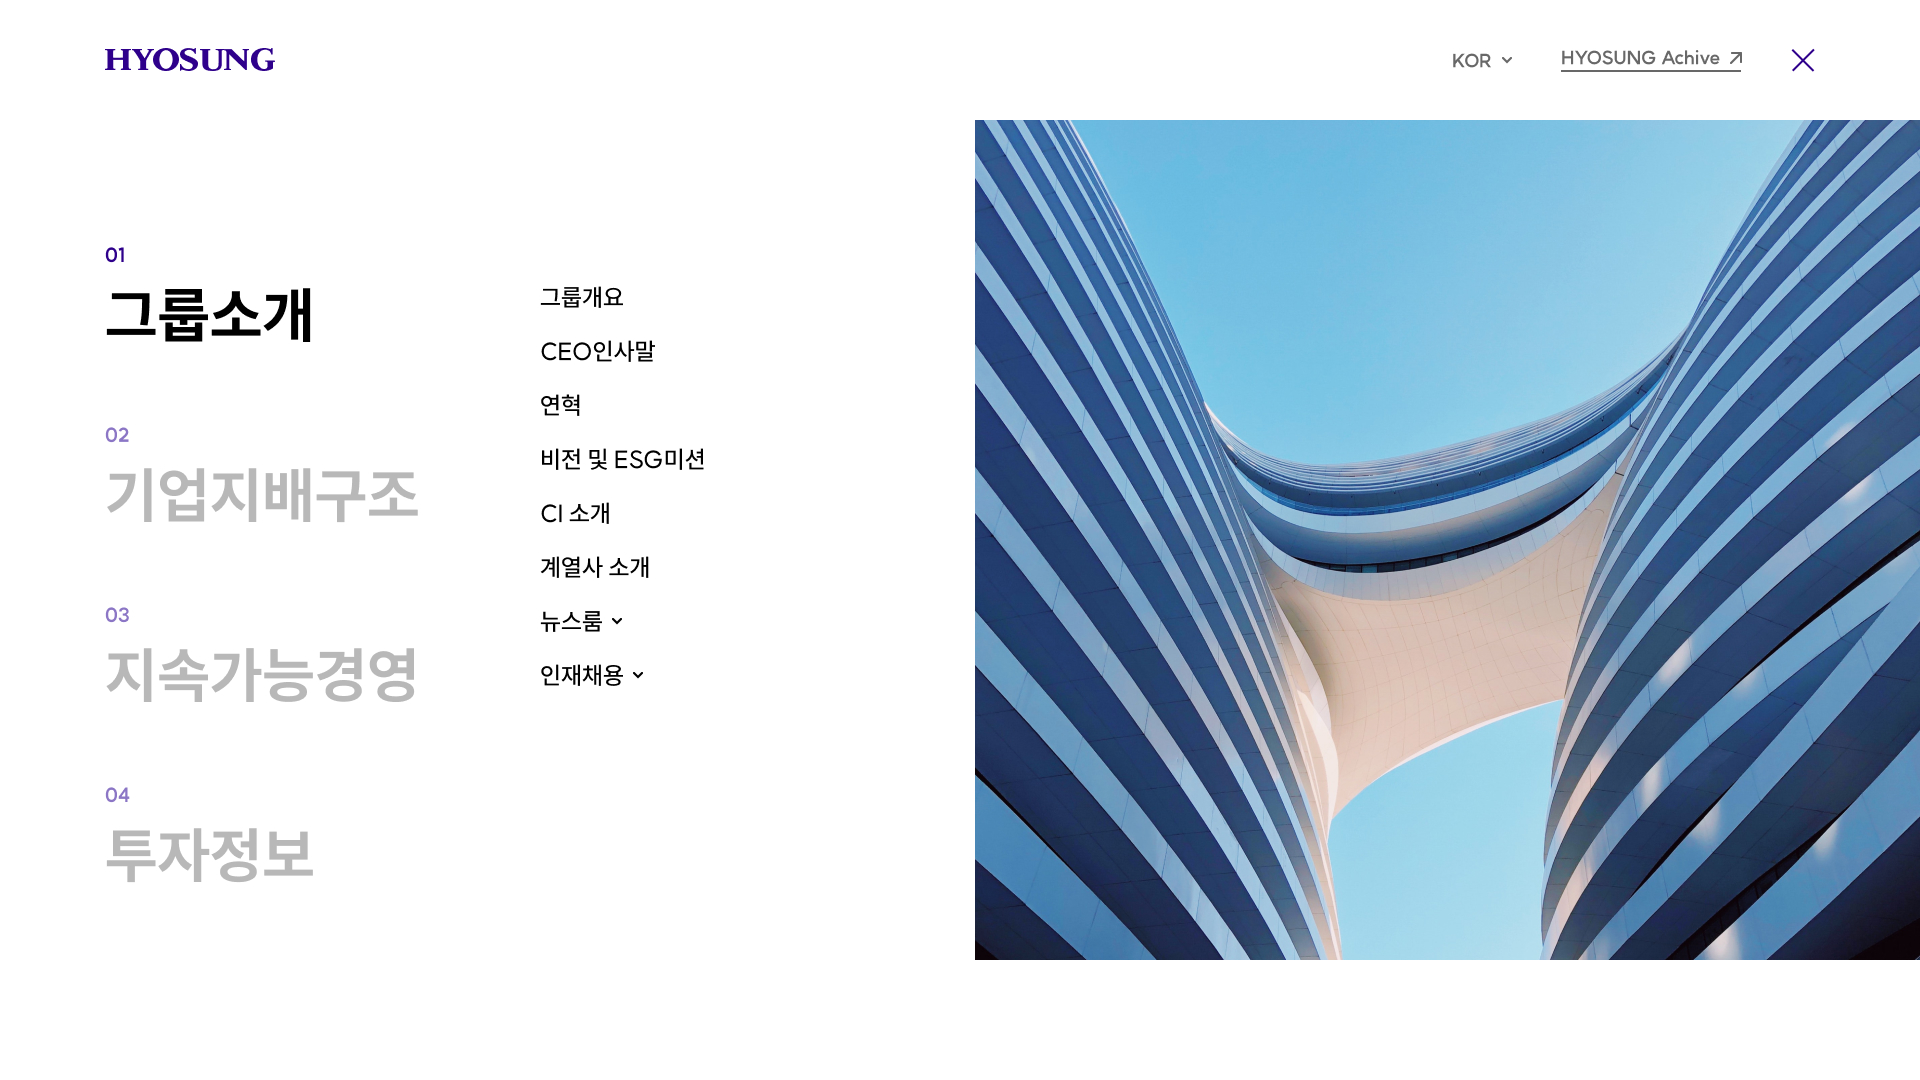 HYOSUNG
KOR
HYOSUNG Achive
01
그룹소개
02
기업지배구조
03
지속가능경영
04
투자정보
그룹개요
CEO인사말
연혁
비전 및 ESG미션
CI 소개
계열사 소개
뉴스룸
인재채용